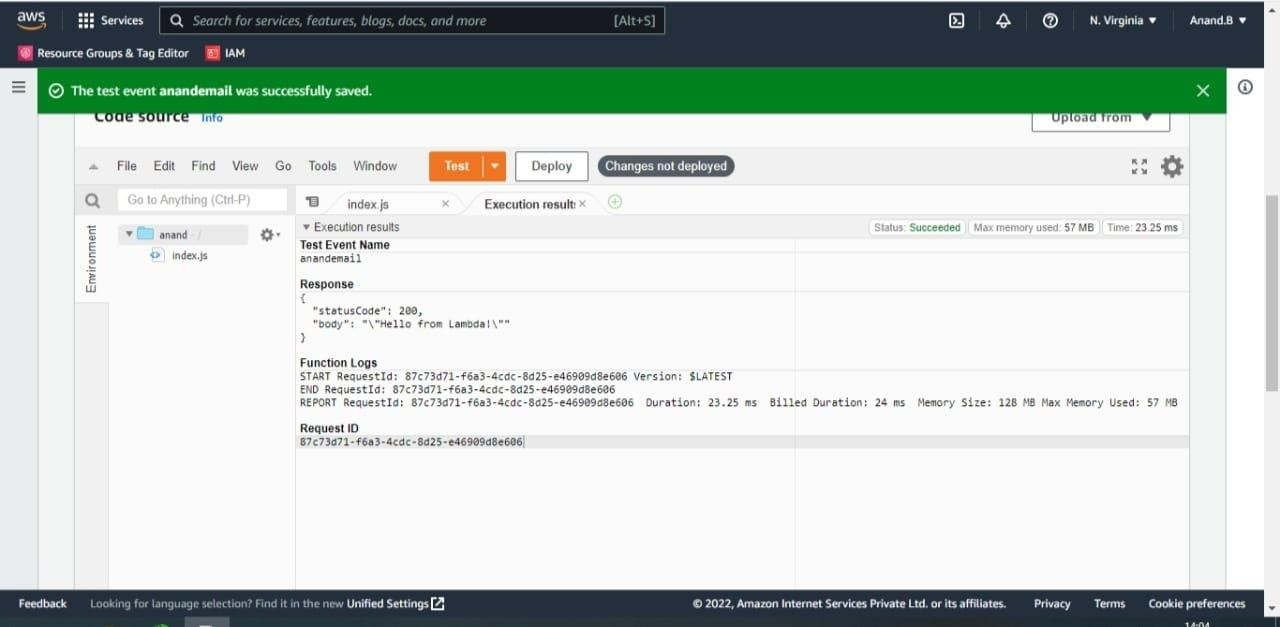 aws Services Search for services, features, blogs, docs, and more [Alt+S] N. Virginia ▼ Anand.B ▼
Resource Groups & Tag Editor IAM
The test event anandemail was successfully saved.
Code source Info Upload from ▼
File Edit Find View Go Tools Window Test Deploy Changes not deployed
Go to Anything (Ctrl-P) index.js × Execution results ×
Environment
anand - /
index.js
▼ Execution results Status: Succeeded Max memory used: 57 MB Time: 23.25 ms
Test Event Name
anandemail
Response
{
  "statusCode": 200,
  "body": "\"Hello from Lambda!\""
}
Function Logs
START RequestId: 87c73d71-f6a3-4cdc-8d25-e46909d8e606 Version: $LATEST
END RequestId: 87c73d71-f6a3-4cdc-8d25-e46909d8e606
REPORT RequestId: 87c73d71-f6a3-4cdc-8d25-e46909d8e606 Duration: 23.25 ms Billed Duration: 24 ms Memory Size: 128 MB Max Memory Used: 57 MB
Request ID
87c73d71-f6a3-4cdc-8d25-e46909d8e606
Feedback Looking for language selection? Find it in the new Unified Settings © 2022, Amazon Internet Services Private Ltd. or its affiliates. Privacy Terms Cookie preferences
14:04